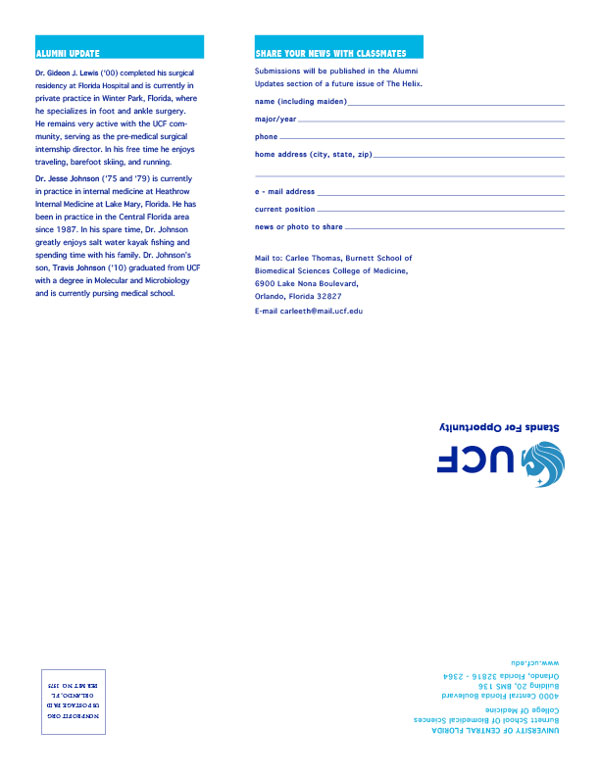 ALUMNI UPDATE
Dr. Gideon J. Lewis ('00) completed his surgical
residency at Florida Hospital and is currently in
private practice in Winter Park, Florida, where
he specializes in foot and ankle surgery.
He remains very active with the UCF com-
munity, serving as the pre-medical surgical
internship director. In his free time he enjoys
traveling, barefoot skiing, and running.
Dr. Jesse Johnson ('75 and '79) is currently
in practice in internal medicine at Heathrow
Internal Medicine at Lake Mary, Florida. He has
been in practice in the Central Florida area
since 1987. In his spare time, Dr. Johnson
greatly enjoys salt water kayak fishing and
spending time with his family. Dr. Johnson's
son, Travis Johnson ('10) graduated from UCF
with a degree in Molecular and Microbiology
and is currently pursing medical school.
SHARE YOUR NEWS WITH CLASSMATES
Submissions will be published in the Alumni
Updates section of a future issue of The Helix.
name (including maiden)
major/year
phone
home address (city, state, zip)
e - mail address
current position
news or photo to share
Mail to: Carlee Thomas, Burnett School of
Biomedical Sciences College of Medicine,
6900 Lake Nona Boulevard,
Orlando, Florida 32827
E-mail carleeth@mail.ucf.edu
UCF
Stands For Opportunity
UNIVERSITY OF CENTRAL FLORIDA
Burnett School Of Biomedical Sciences
College Of Medicine
4000 Central Florida Boulevard
Building 20, BMS 136
Orlando, Florida 32816 - 2364
www.ucf.edu
NONPROFIT ORG
US POSTAGE PAID
ORLANDO, FL
PERMIT NO. 3575